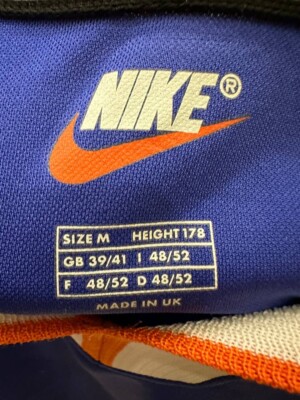 NIKE®
SIZE M HEIGHT 178
GB 39/41 I 48/52
F 48/52 D 48/52
MADE IN UK